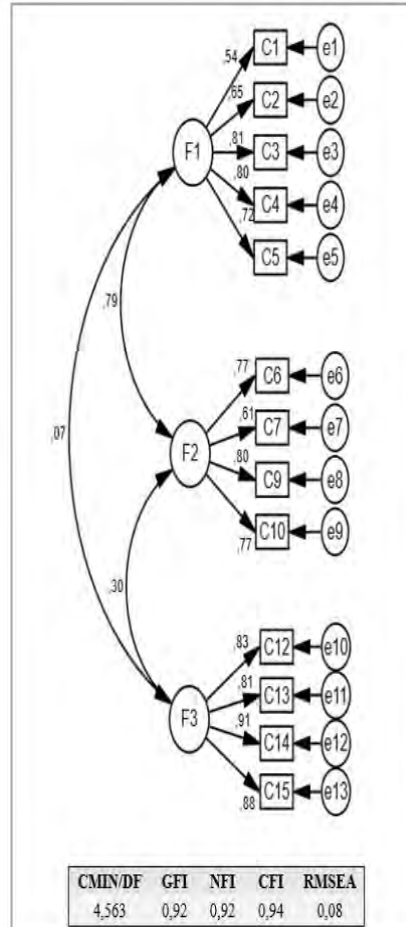 C1 e1
,54
C2 e2
,65
F1 ,81 C3 e3
,80 C4 e4
,72
C5 e5
,79
,77 C6 e6
,61 C7 e7
,07
F2 ,80 C9 e8
C10 e9
,77
,30
,83 C12 e10
,81 C13 e11
F3 ,91 C14 e12
C15 e13
,88
CMIN/DF GFI NFI CFI RMSEA
4,563 0,92 0,92 0,94 0,08